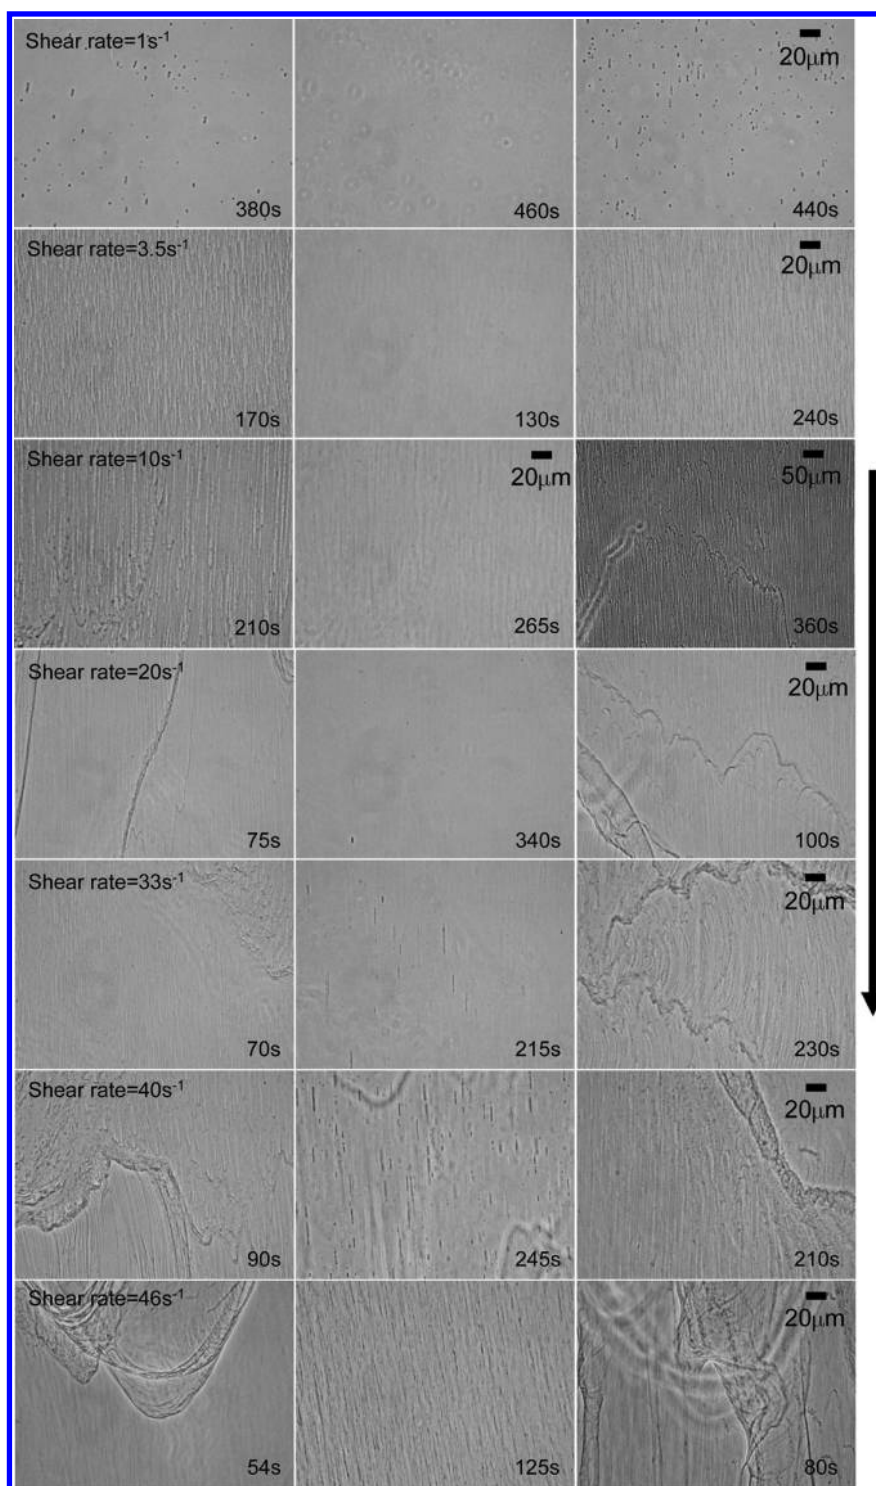 Shear rate=1s⁻¹
20μm
380s
460s
440s
Shear rate=3.5s⁻¹
20μm
170s
130s
240s
Shear rate=10s⁻¹
20μm
50μm
210s
265s
360s
Shear rate=20s⁻¹
20μm
75s
340s
100s
Shear rate=33s⁻¹
20μm
70s
215s
230s
Shear rate=40s⁻¹
20μm
90s
245s
210s
Shear rate=46s⁻¹
20μm
54s
125s
80s